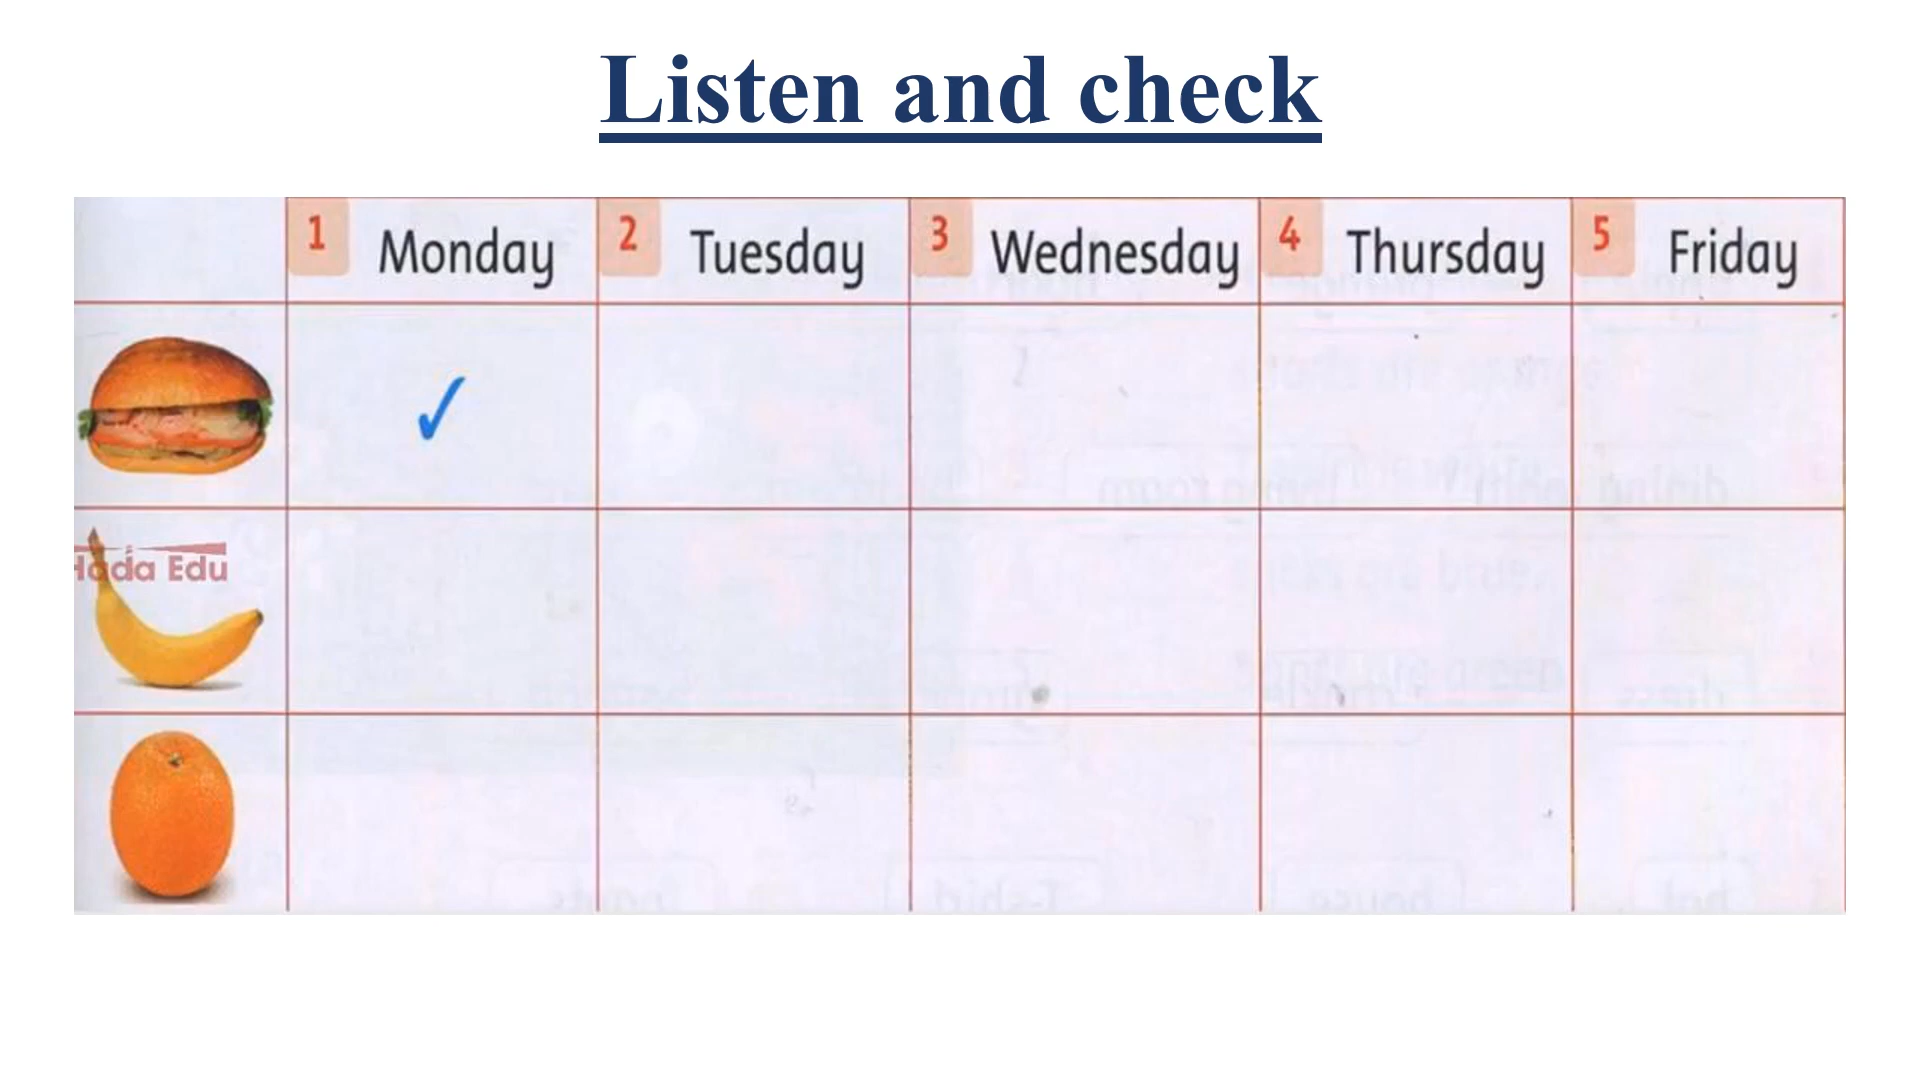 Listen and check
1 Monday 2 Tuesday 3 Wednesday 4 Thursday 5 Friday
Hada Edu